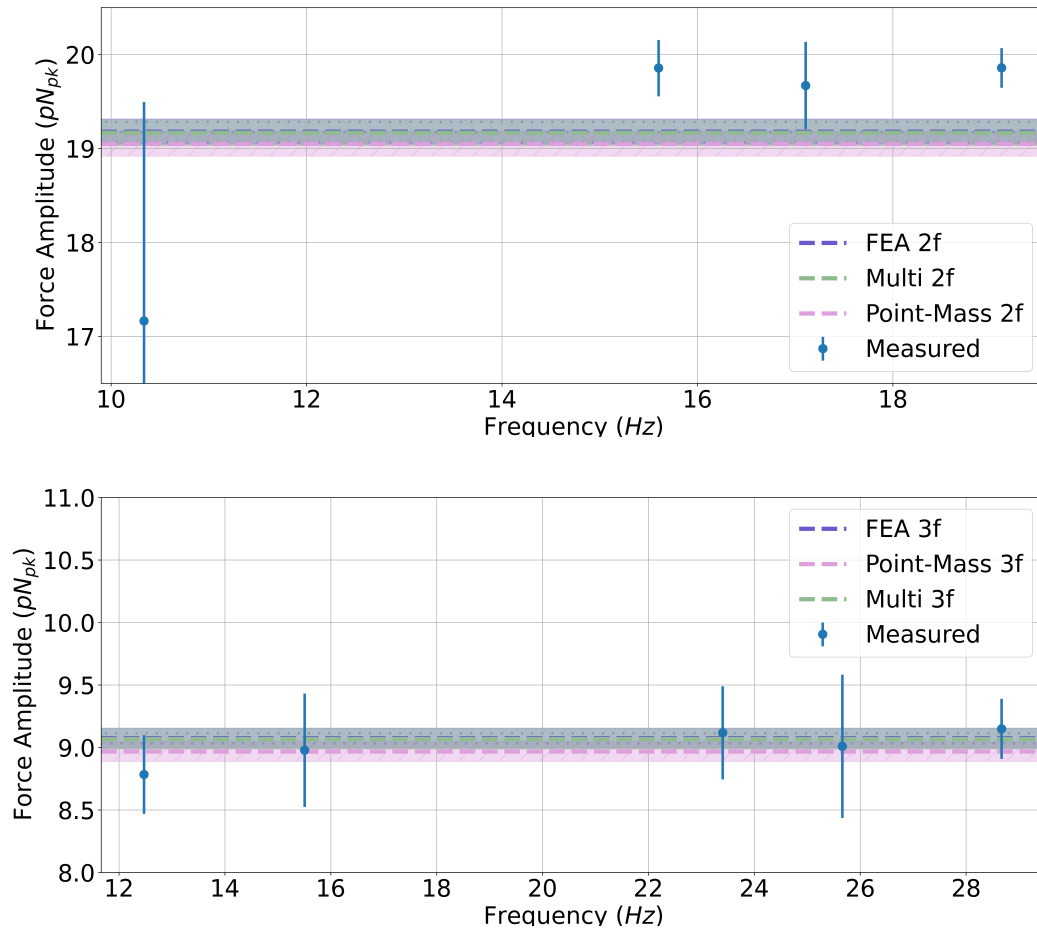 20
19
18
17
Force Amplitude (pN_pk)
10 12 14 16 18
Frequency (Hz)
FEA 2f
Multi 2f
Point-Mass 2f
Measured
11.0
10.5
10.0
9.5
9.0
8.5
8.0
Force Amplitude (pN_pk)
12 14 16 18 20 22 24 26 28
Frequency (Hz)
FEA 3f
Point-Mass 3f
Multi 3f
Measured